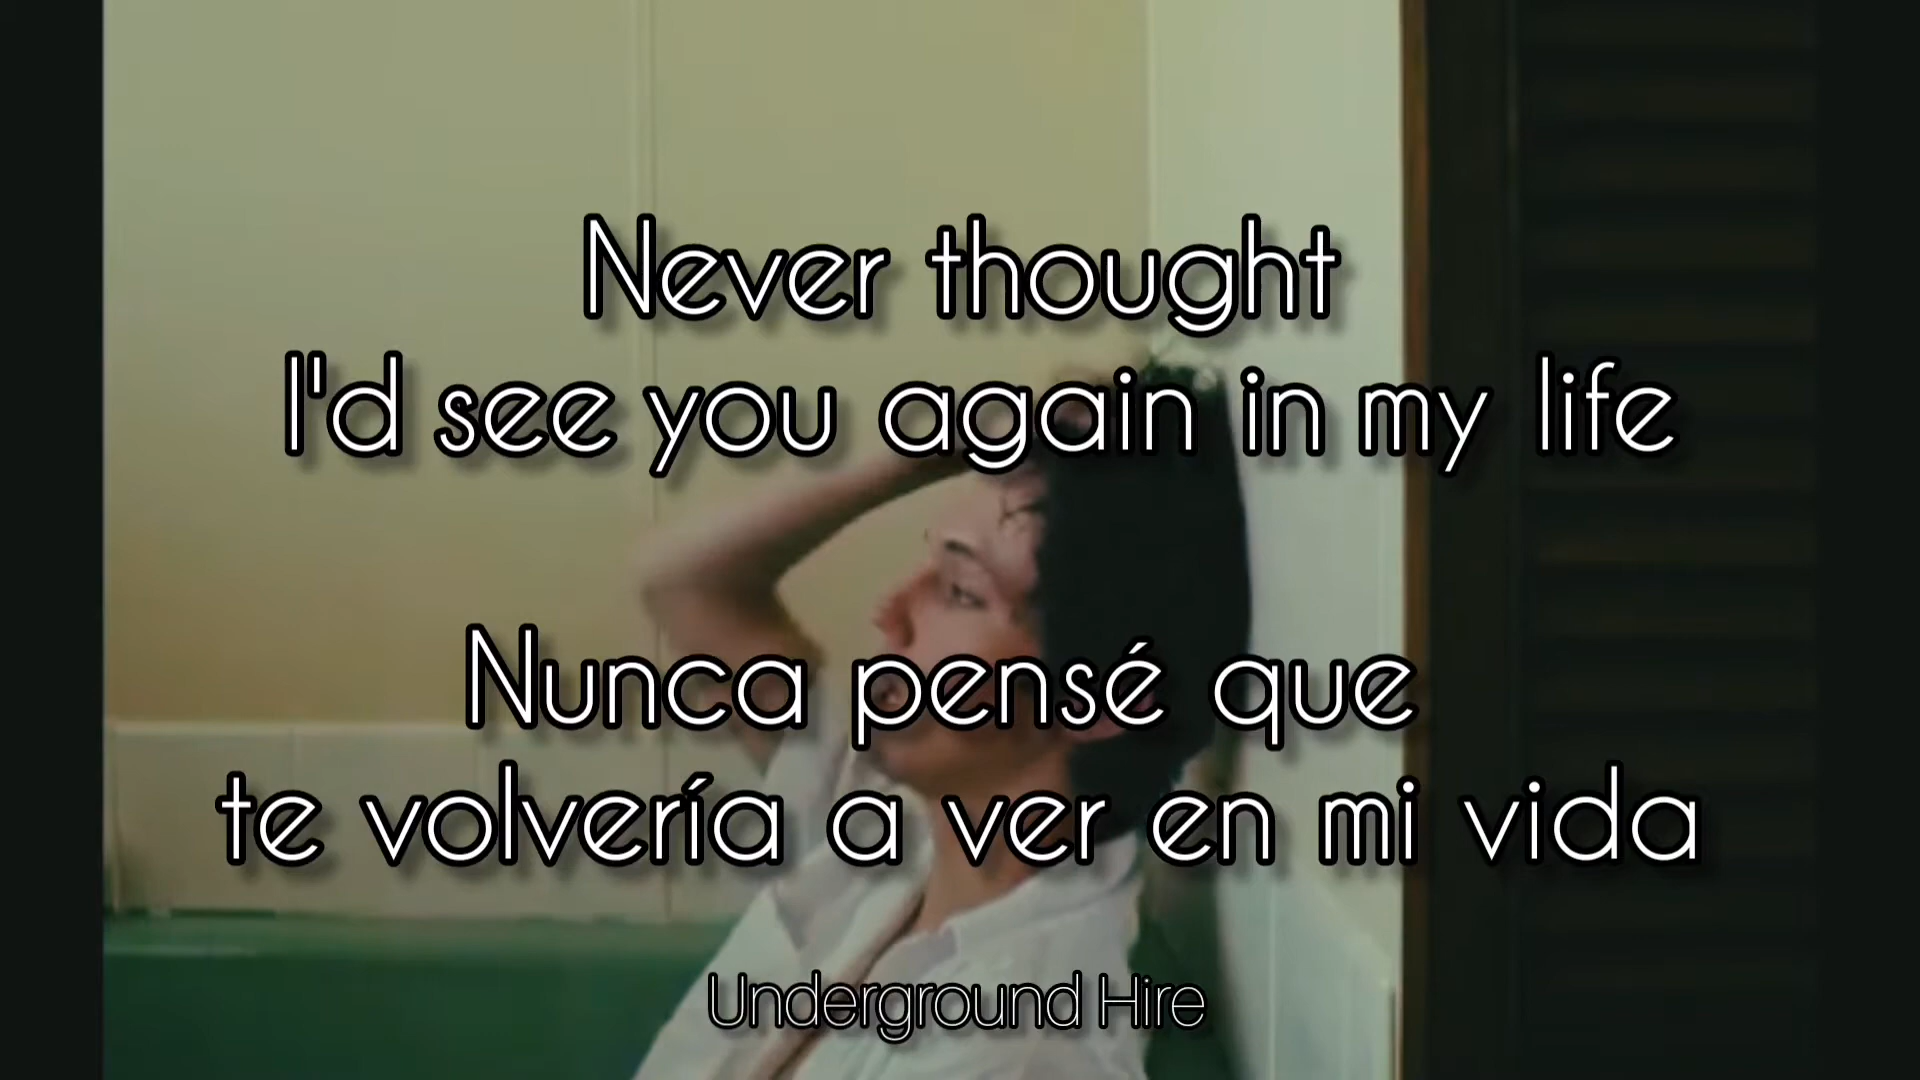 Never thought
I'd see you again in my life
Nunca pensé que
te volvería a ver en mi vida
Underground Hire